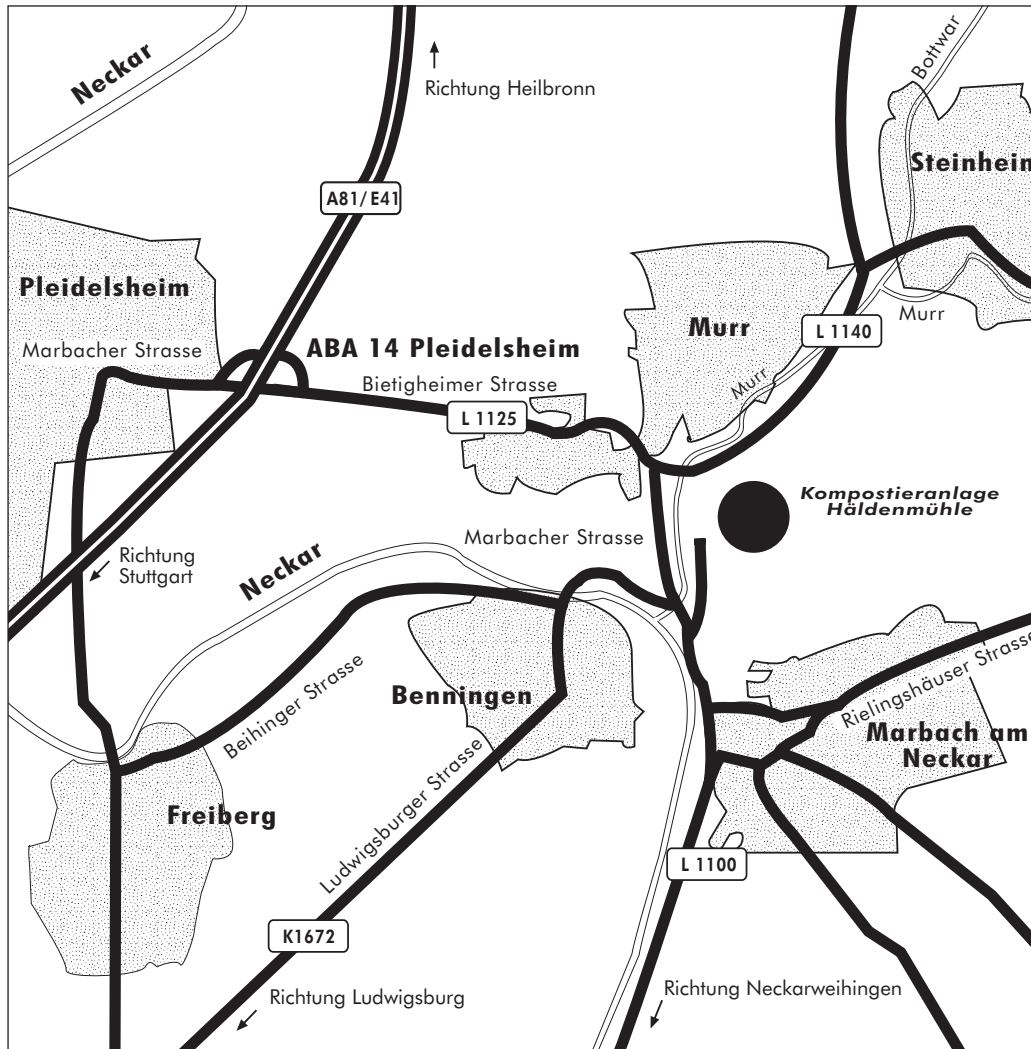 Neckar
Bottwar
Richtung Heilbronn
Steinheim
A81/E41
Pleidelsheim
Murr
Murr
L 1140
Marbacher Strasse
ABA 14 Pleidelsheim
Bietigheimer Strasse
Murr
L 1125
Kompostieranlage
Häldenmühle
Marbacher Strasse
Richtung
Stuttgart
Neckar
Benningen
Beihinger Strasse
Rielingshäuser Strasse
Marbach am
Neckar
Freiberg
Ludwigsburger Strasse
L 1100
K1672
Richtung Ludwigsburg
Richtung Neckarweihingen